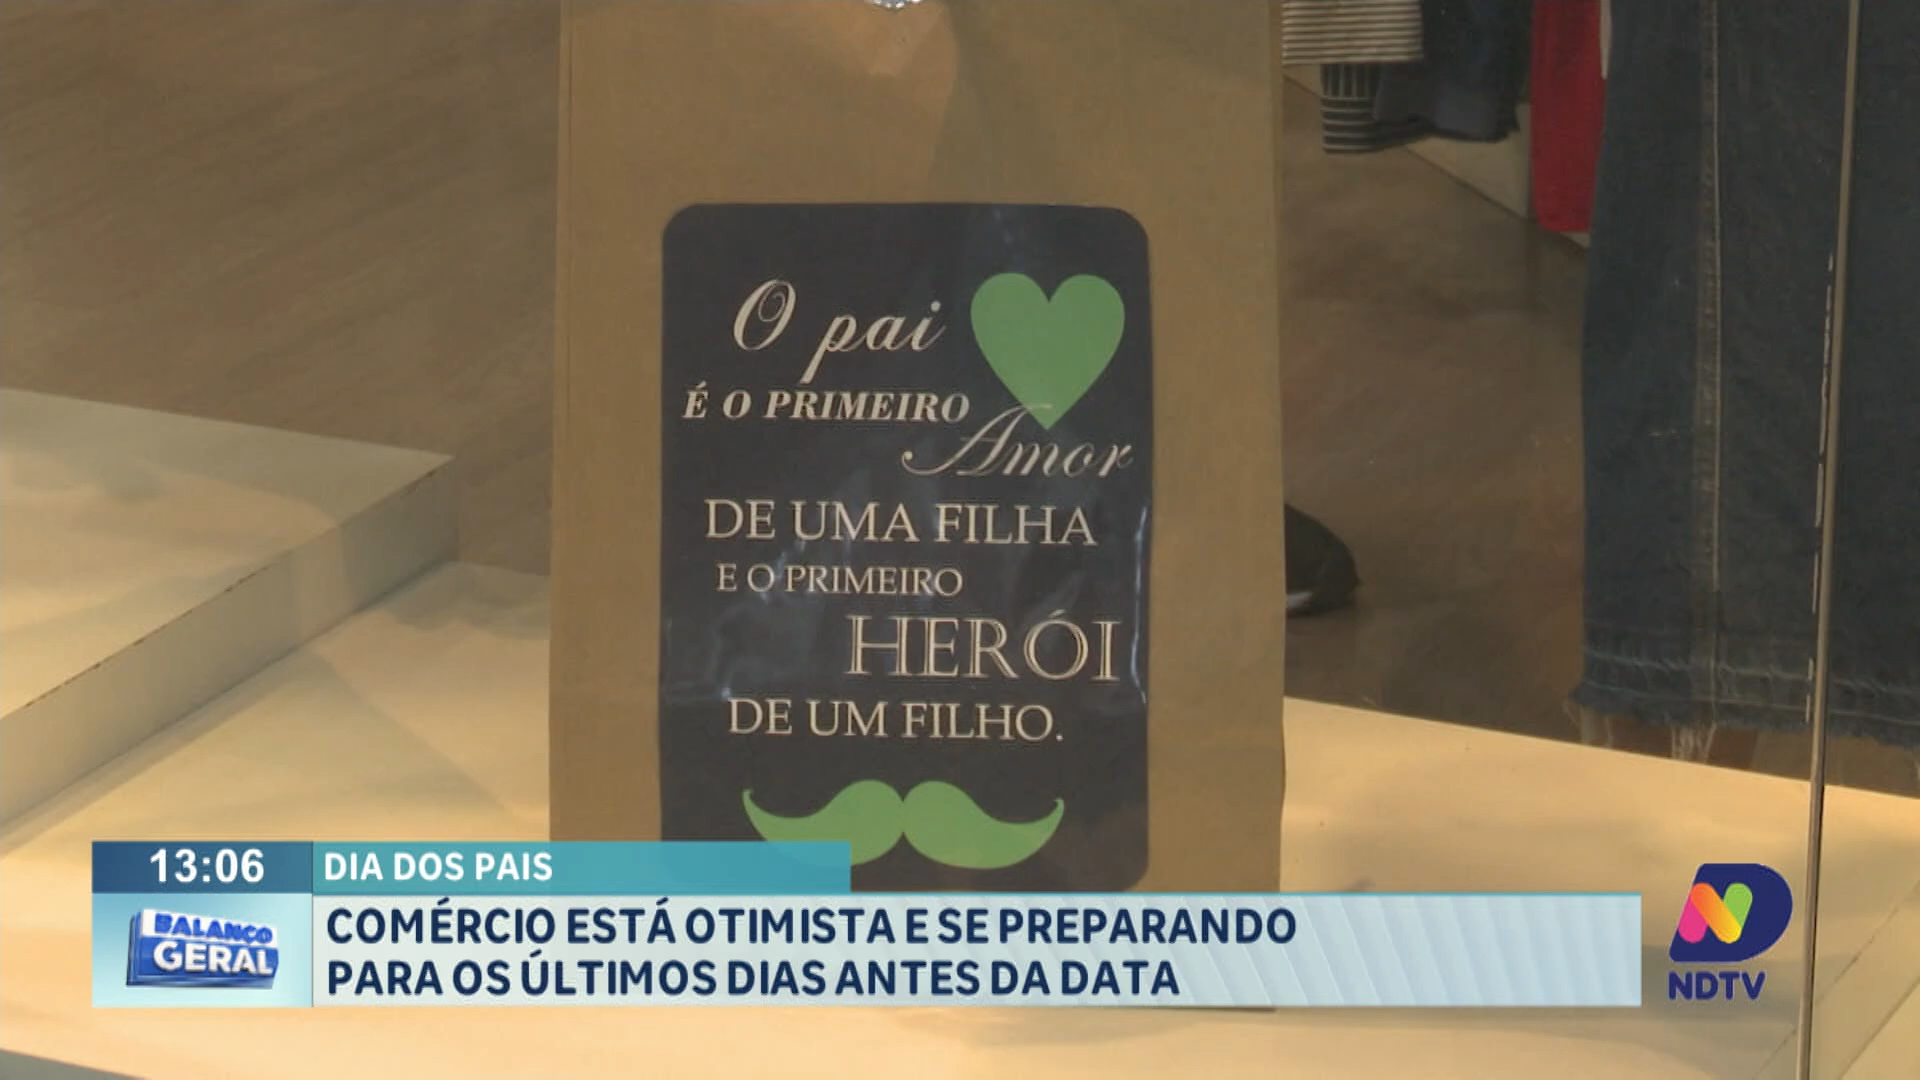 O pai
É O PRIMEIRO
Amor
DE UMA FILHA
E O PRIMEIRO
HERÓI
DE UM FILHO.
13:06
DIA DOS PAIS
BALANÇO
GERAL
COMÉRCIO ESTÁ OTIMISTA E SE PREPARANDO
PARA OS ÚLTIMOS DIAS ANTES DA DATA
NDTV